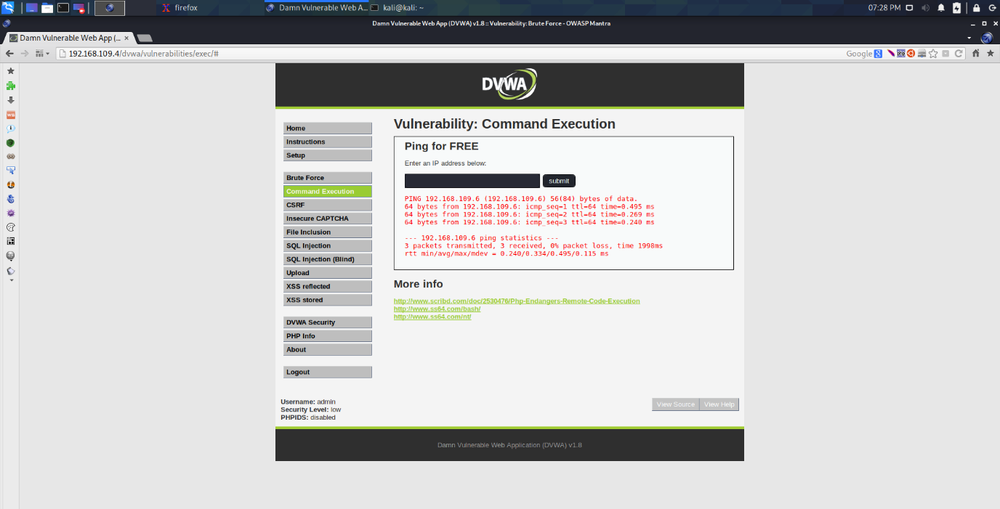 firefox
Damn Vulnerable Web A...
kali@kali: ~
07:28 PM
Damn Vulnerable Web App (DVWA) v1.8 :: Vulnerability: Brute Force - OWASP Mantra
Damn Vulnerable Web App (... ×
192.168.109.4/dvwa/vulnerabilities/exec/#
Google
WB
DVWA
Home
Instructions
Setup
Brute Force
Command Execution
CSRF
Insecure CAPTCHA
File Inclusion
SQL Injection
SQL Injection (Blind)
Upload
XSS reflected
XSS stored
DVWA Security
PHP Info
About
Logout
Vulnerability: Command Execution
Ping for FREE
Enter an IP address below:
submit
PING 192.168.109.6 (192.168.109.6) 56(84) bytes of data.
64 bytes from 192.168.109.6: icmp_seq=1 ttl=64 time=0.495 ms
64 bytes from 192.168.109.6: icmp_seq=2 ttl=64 time=0.269 ms
64 bytes from 192.168.109.6: icmp_seq=3 ttl=64 time=0.240 ms
--- 192.168.109.6 ping statistics ---
3 packets transmitted, 3 received, 0% packet loss, time 1998ms
rtt min/avg/max/mdev = 0.240/0.334/0.495/0.115 ms
More info
http://www.scribd.com/doc/2530476/Php-Endangers-Remote-Code-Execution
http://www.ss64.com/bash/
http://www.ss64.com/nt/
Username: admin
Security Level: low
PHPIDS: disabled
View Source
View Help
Damn Vulnerable Web Application (DVWA) v1.8